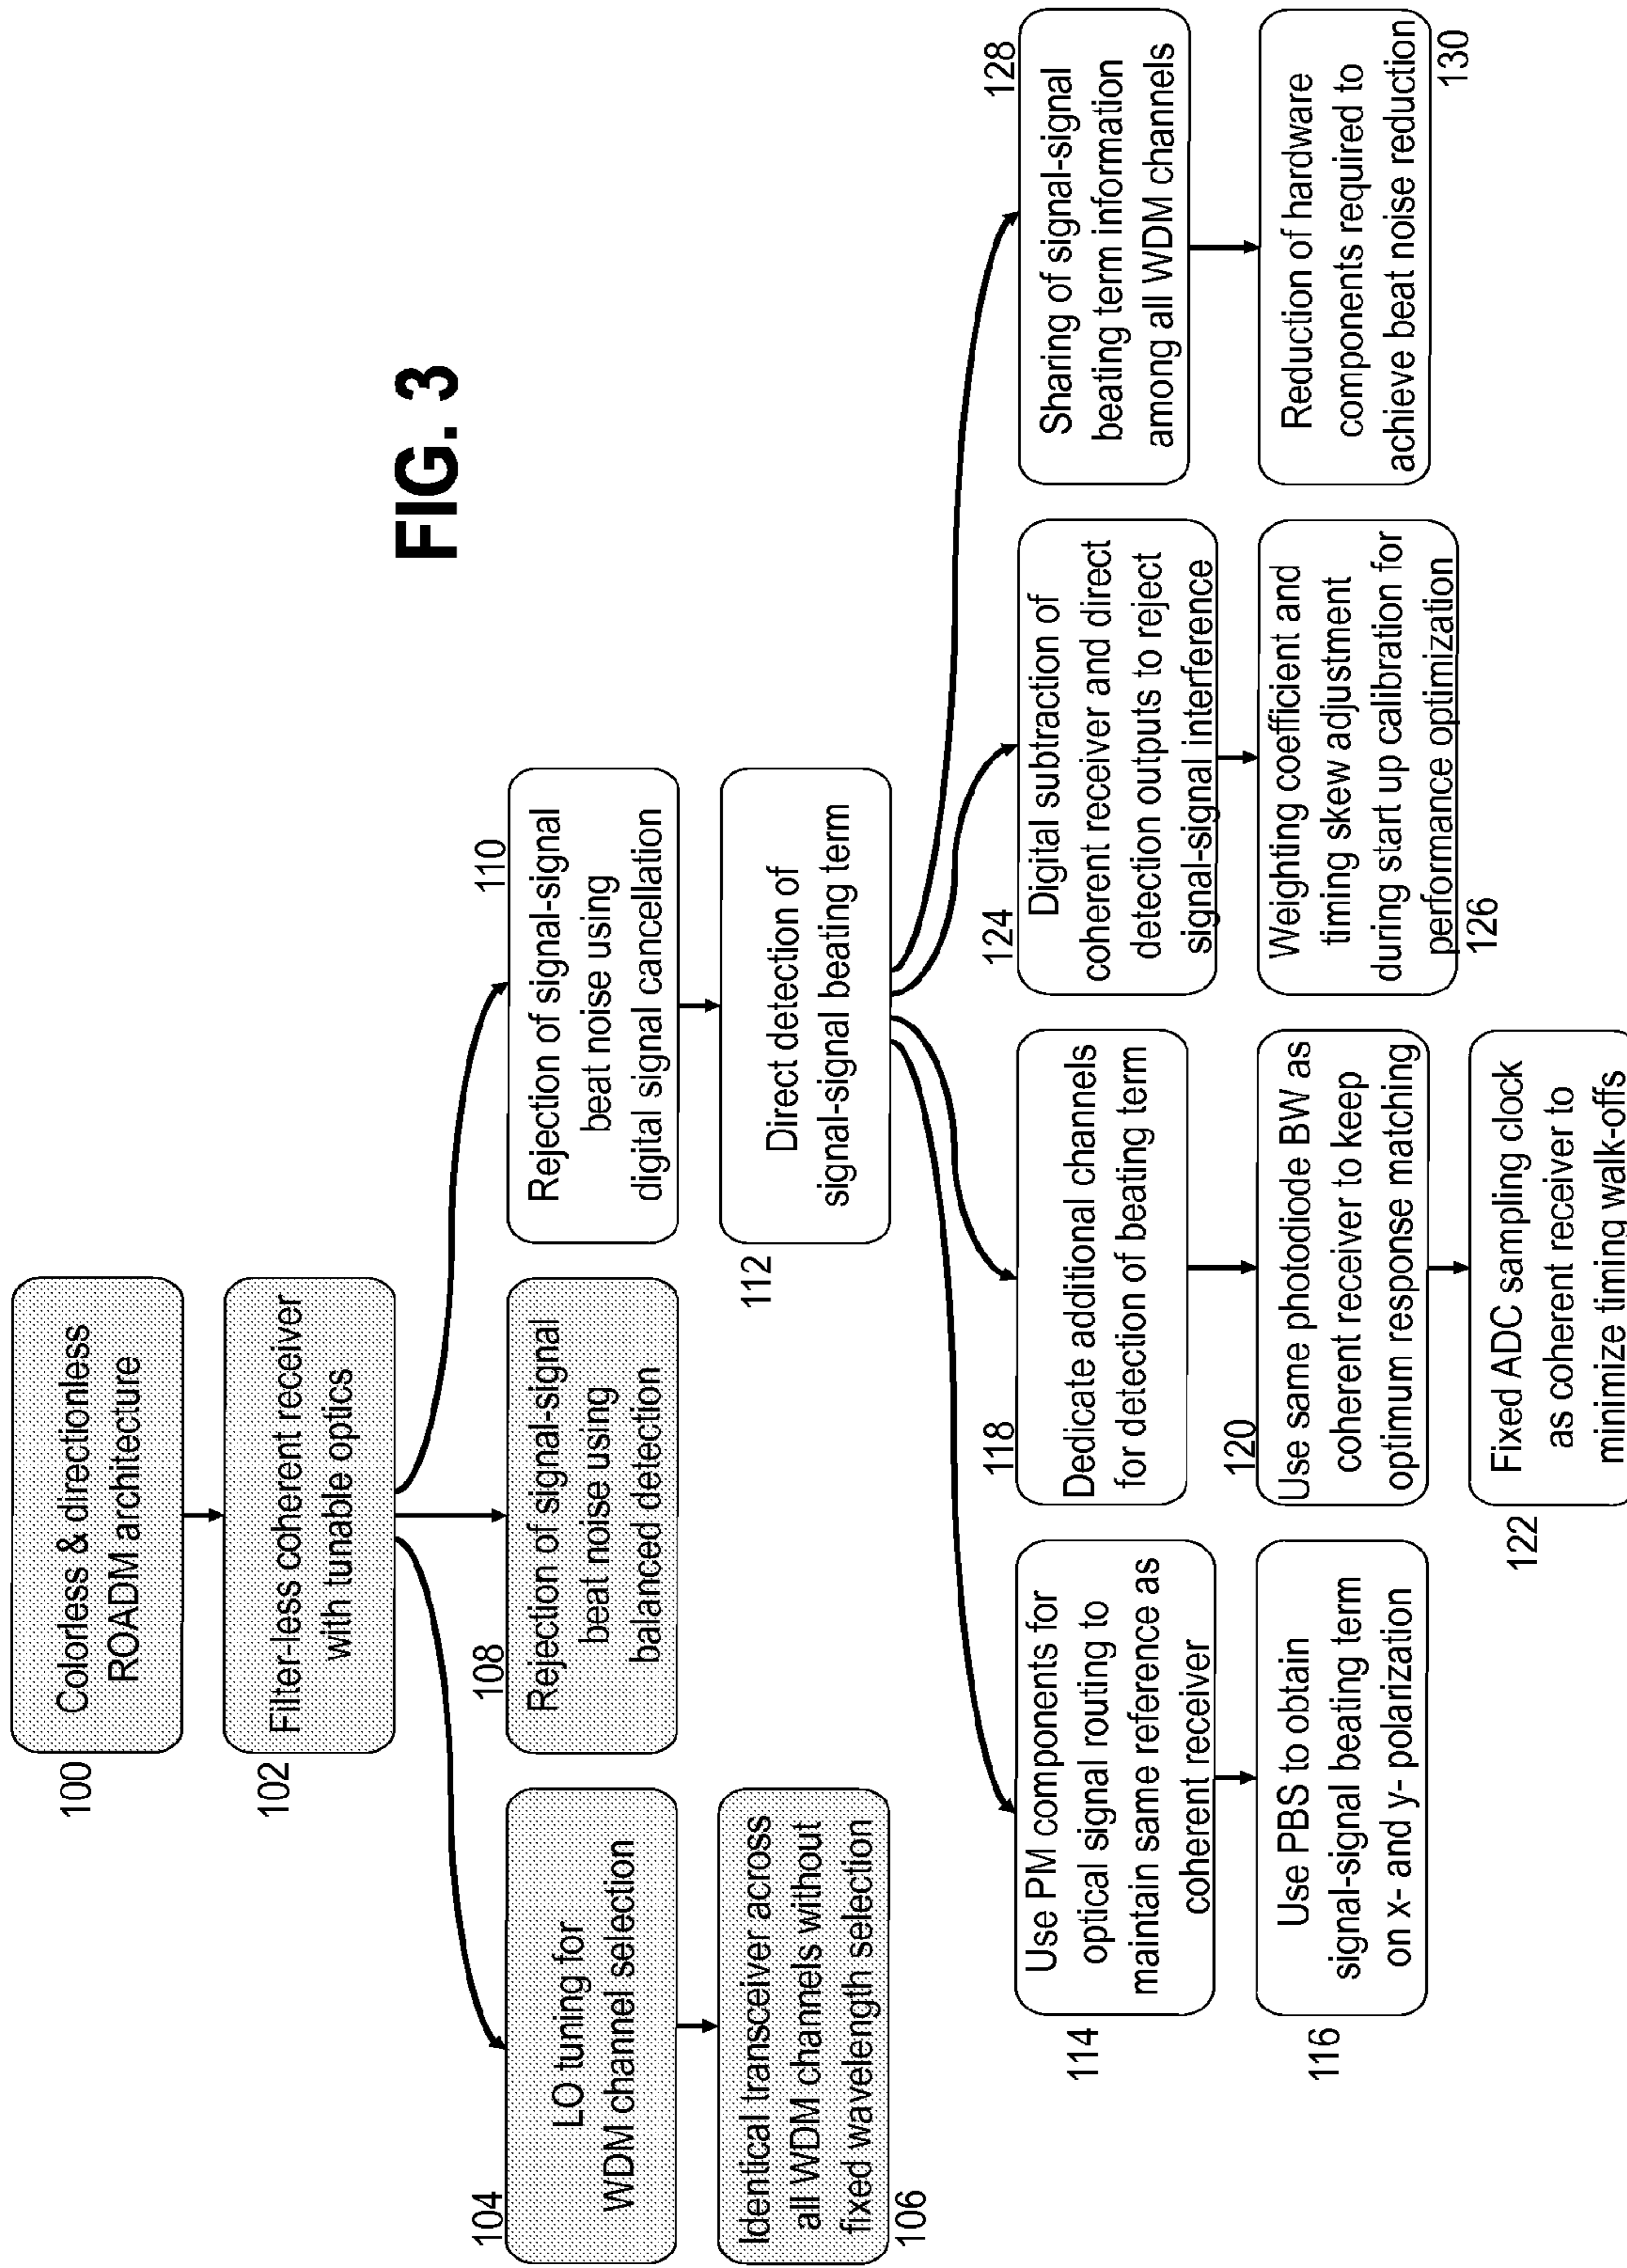 FIG. 3
100
Colorless & directionless
ROADM architecture
102
Filter-less coherent receiver
with tunable optics
104
LO tuning for
WDM channel selection
106
Identical transceiver across
all WDM channels without
fixed wavelength selection
108
Rejection of signal-signal
beat noise using
balanced detection
110
Rejection of signal-signal
beat noise using
digital signal cancellation
112
Direct detection of
signal-signal beating term
114
Use PM components for
optical signal routing to
maintain same reference as
coherent receiver
116
Use PBS to obtain
signal-signal beating term
on x- and y- polarization
118
Dedicate additional channels
for detection of beating term
120
Use same photodiode BW as
coherent receiver to keep
optimum response matching
122
Fixed ADC sampling clock
as coherent receiver to
minimize timing walk-offs
124
Digital subtraction of
coherent receiver and direct
detection outputs to reject
signal-signal interference
126
Weighting coefficient and
timing skew adjustment
during start up calibration for
performance optimization
128
Sharing of signal-signal
beating term information
among all WDM channels
130
Reduction of hardware
components required to
achieve beat noise reduction